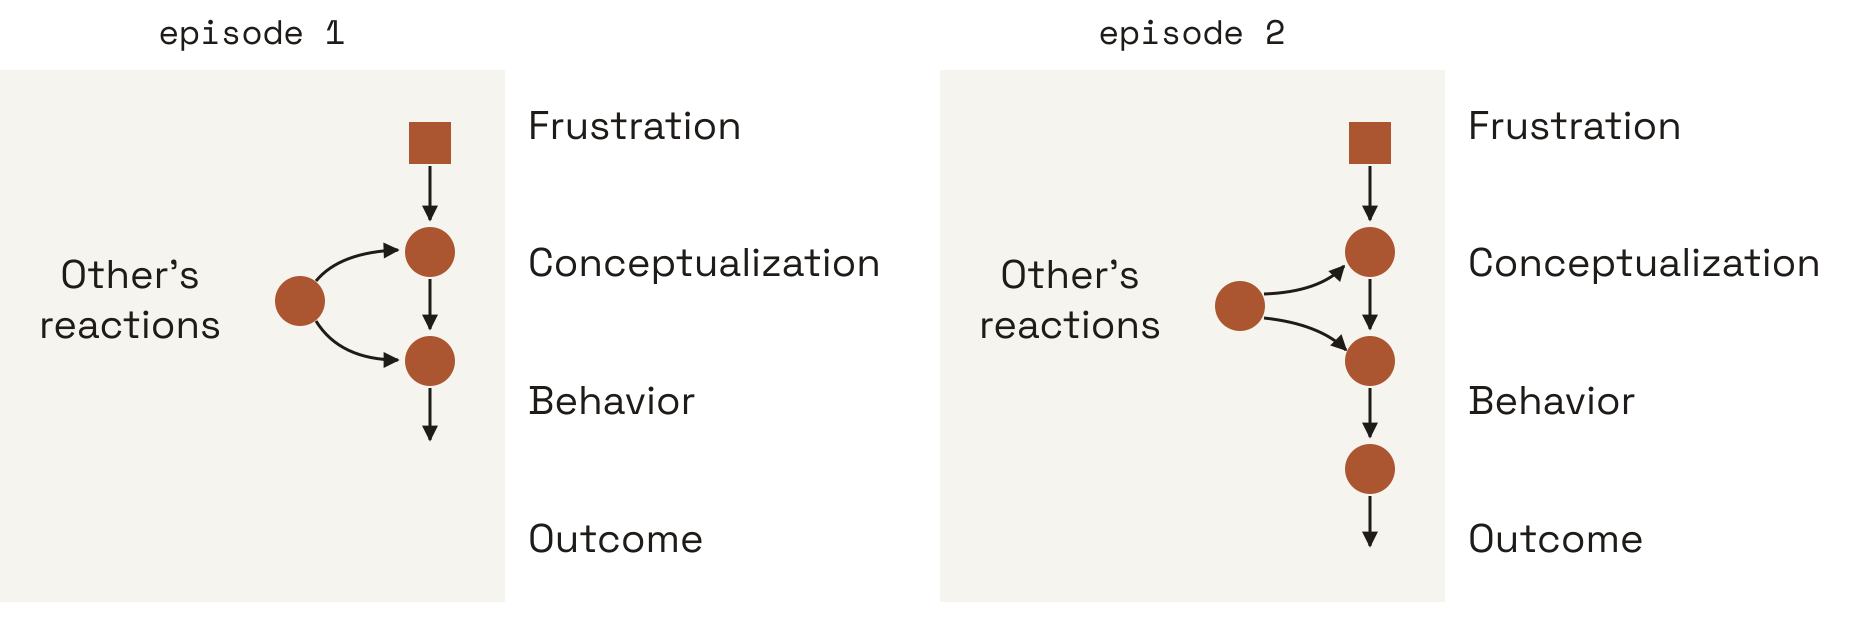 episode 1
Frustration
Conceptualization
Other’s
reactions
Behavior
Outcome
episode 2
Frustration
Conceptualization
Other’s
reactions
Behavior
Outcome